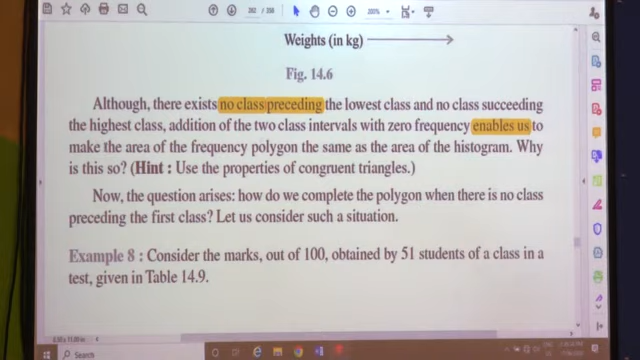 282 / 358
200%
Weights (in kg)
Fig. 14.6
Although, there exists no class preceding the lowest class and no class succeeding
the highest class, addition of the two class intervals with zero frequency enables us to
make the area of the frequency polygon the same as the area of the histogram. Why
is this so? (Hint : Use the properties of congruent triangles.)
Now, the question arises: how do we complete the polygon when there is no class
preceding the first class? Let us consider such a situation.
Example 8 : Consider the marks, out of 100, obtained by 51 students of a class in a
test, given in Table 14.9.
Search